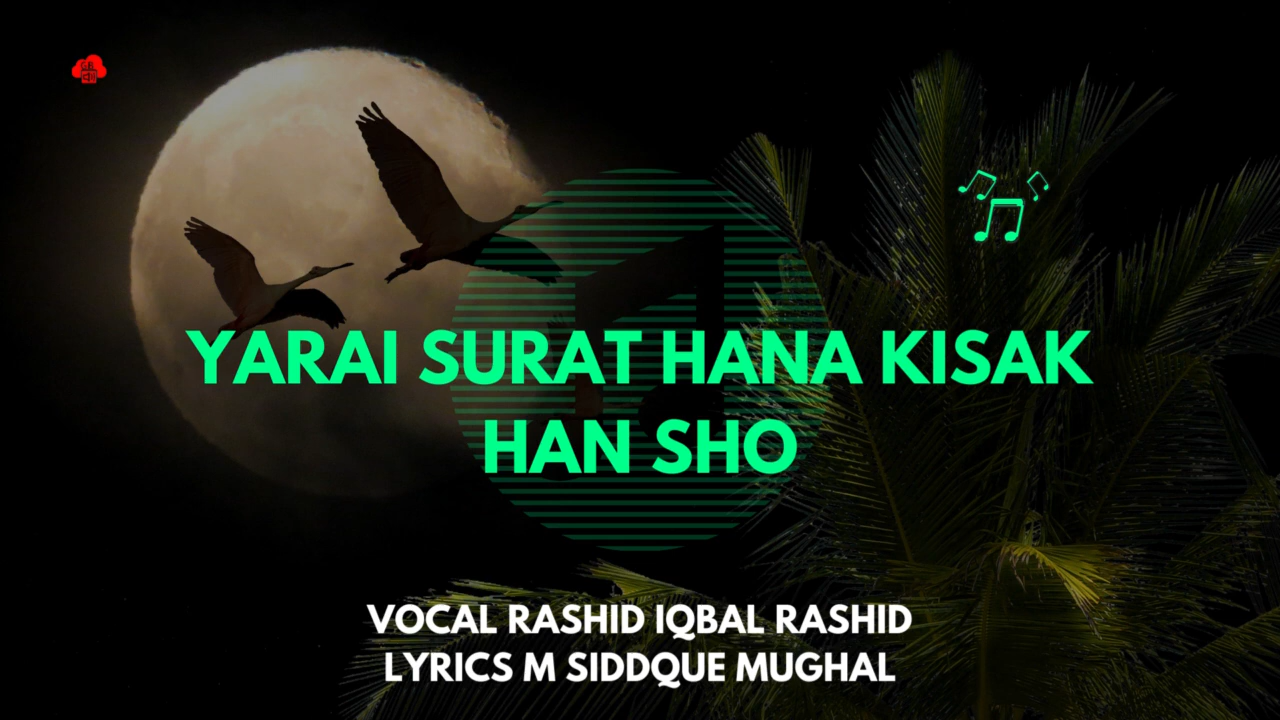 YARAI SURAT HANA KISAK
HAN SHO
VOCAL RASHID IQBAL RASHID
LYRICS M SIDDQUE MUGHAL